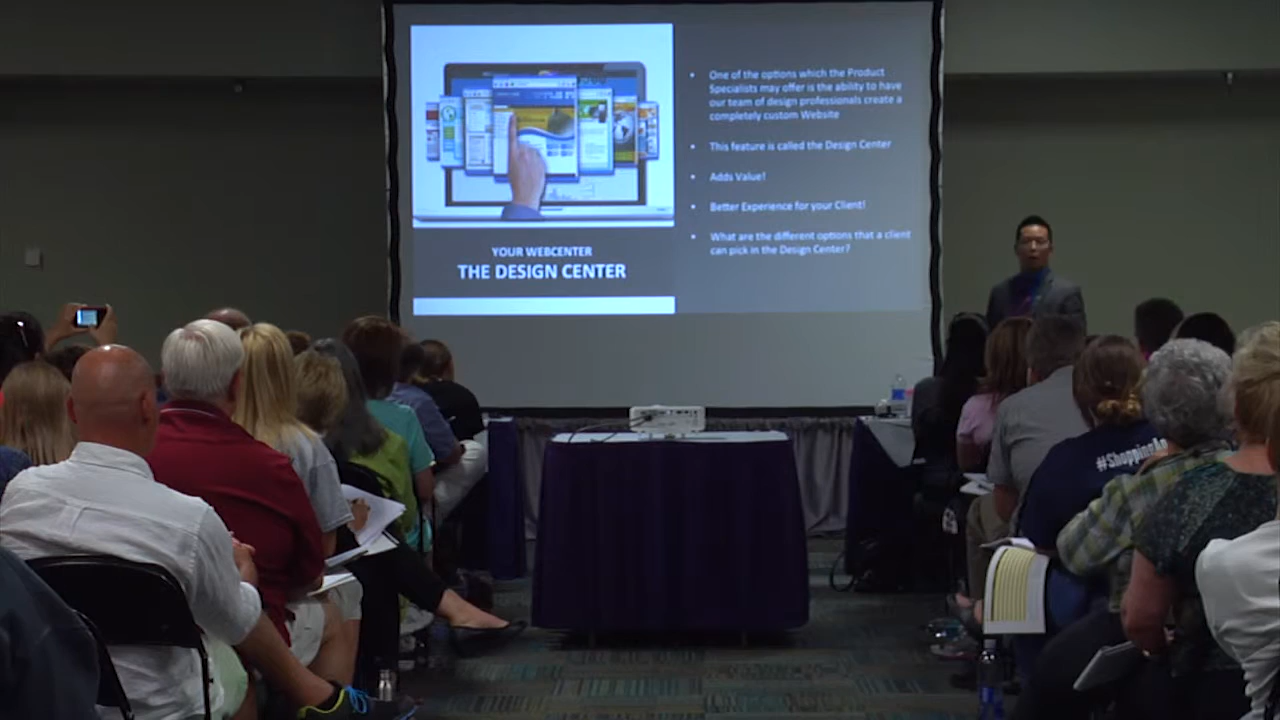 YOUR WEBCENTER
THE DESIGN CENTER
• One of the options which the Product
Specialists may offer is the ability to have
our team of design professionals create a
completely custom Website
• This feature is called the Design Center
• Adds Value!
• Better Experience for your Client!
• What are the different options that a client
can pick in the Design Center?